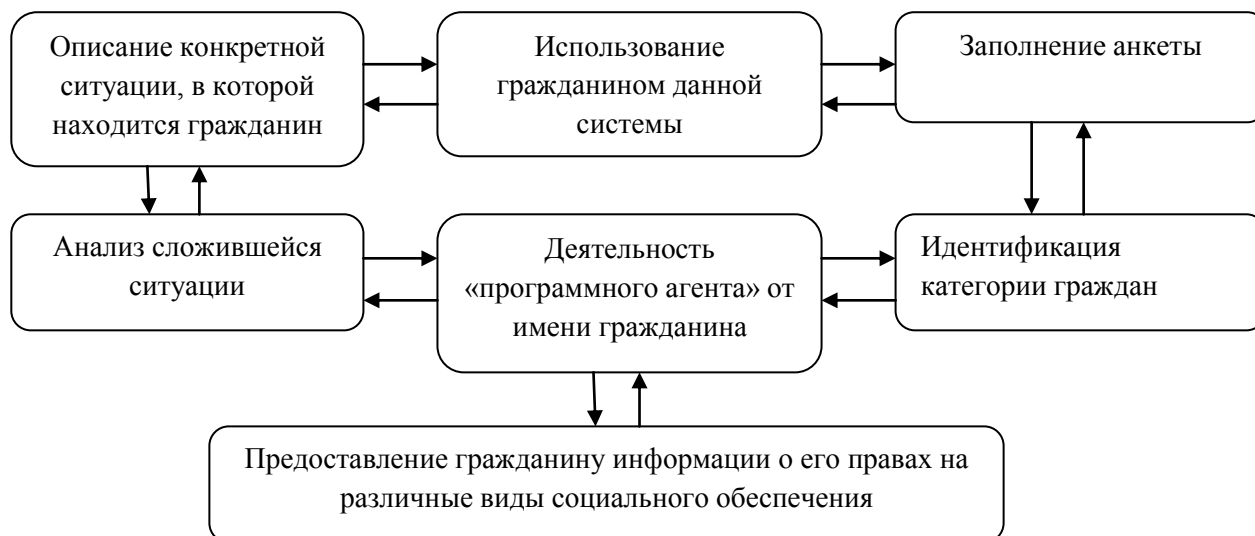 Описание конкретной
ситуации, в которой
находится гражданин
Использование
гражданином данной
системы
Заполнение анкеты
Анализ сложившейся
ситуации
Деятельность
«программного агента» от
имени гражданина
Идентификация
категории граждан
Предоставление гражданину информации о его правах на
различные виды социального обеспечения